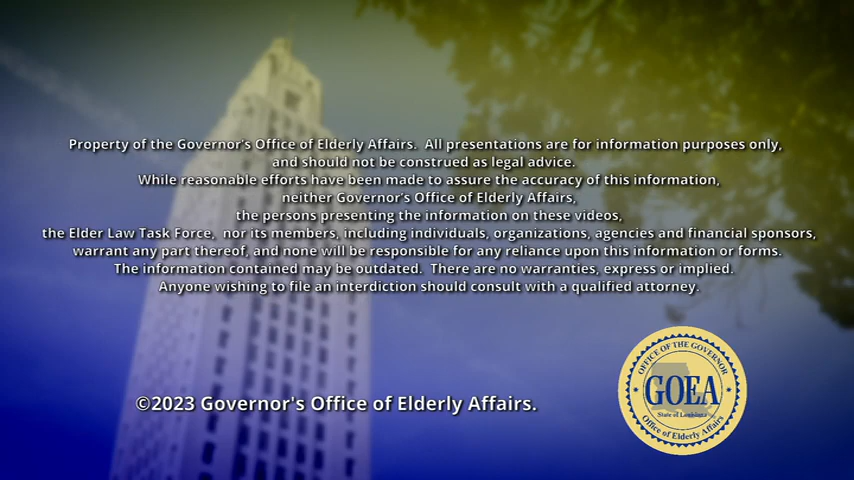 Property of the Governor's Office of Elderly Affairs. All presentations are for information purposes only,
and should not be construed as legal advice.
While reasonable efforts have been made to assure the accuracy of this information,
neither Governor's Office of Elderly Affairs,
the persons presenting the information on these videos,
the Elder Law Task Force, nor its members, including individuals, organizations, agencies and financial sponsors,
warrant any part thereof, and none will be responsible for any reliance upon this information or forms.
The information contained may be outdated. There are no warranties, express or implied.
Anyone wishing to file an interdiction should consult with a qualified attorney.
OFFICE OF THE GOVERNOR
GOEA
State of Louisiana
Office of Elderly Affairs
©2023 Governor's Office of Elderly Affairs.